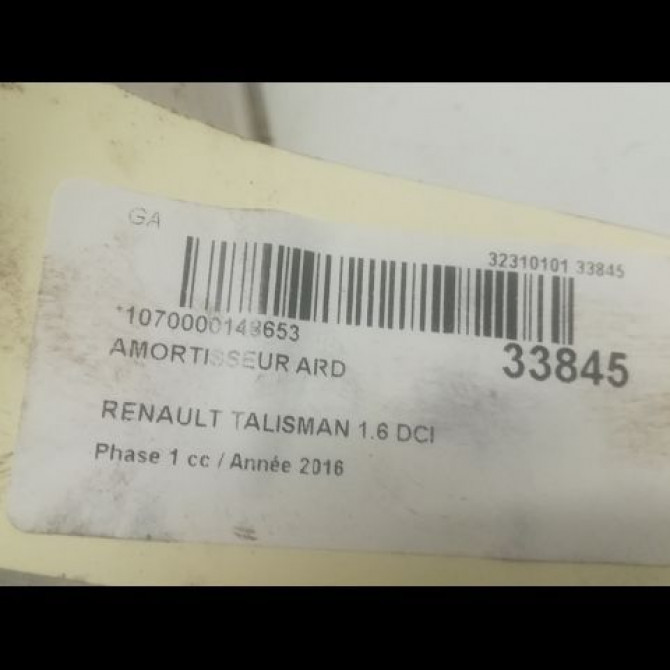 GA
32310101 33845
*1070000148653
AMORTISSEUR ARD
33845
RENAULT TALISMAN 1.6 DCI
Phase 1 cc / Année 2016